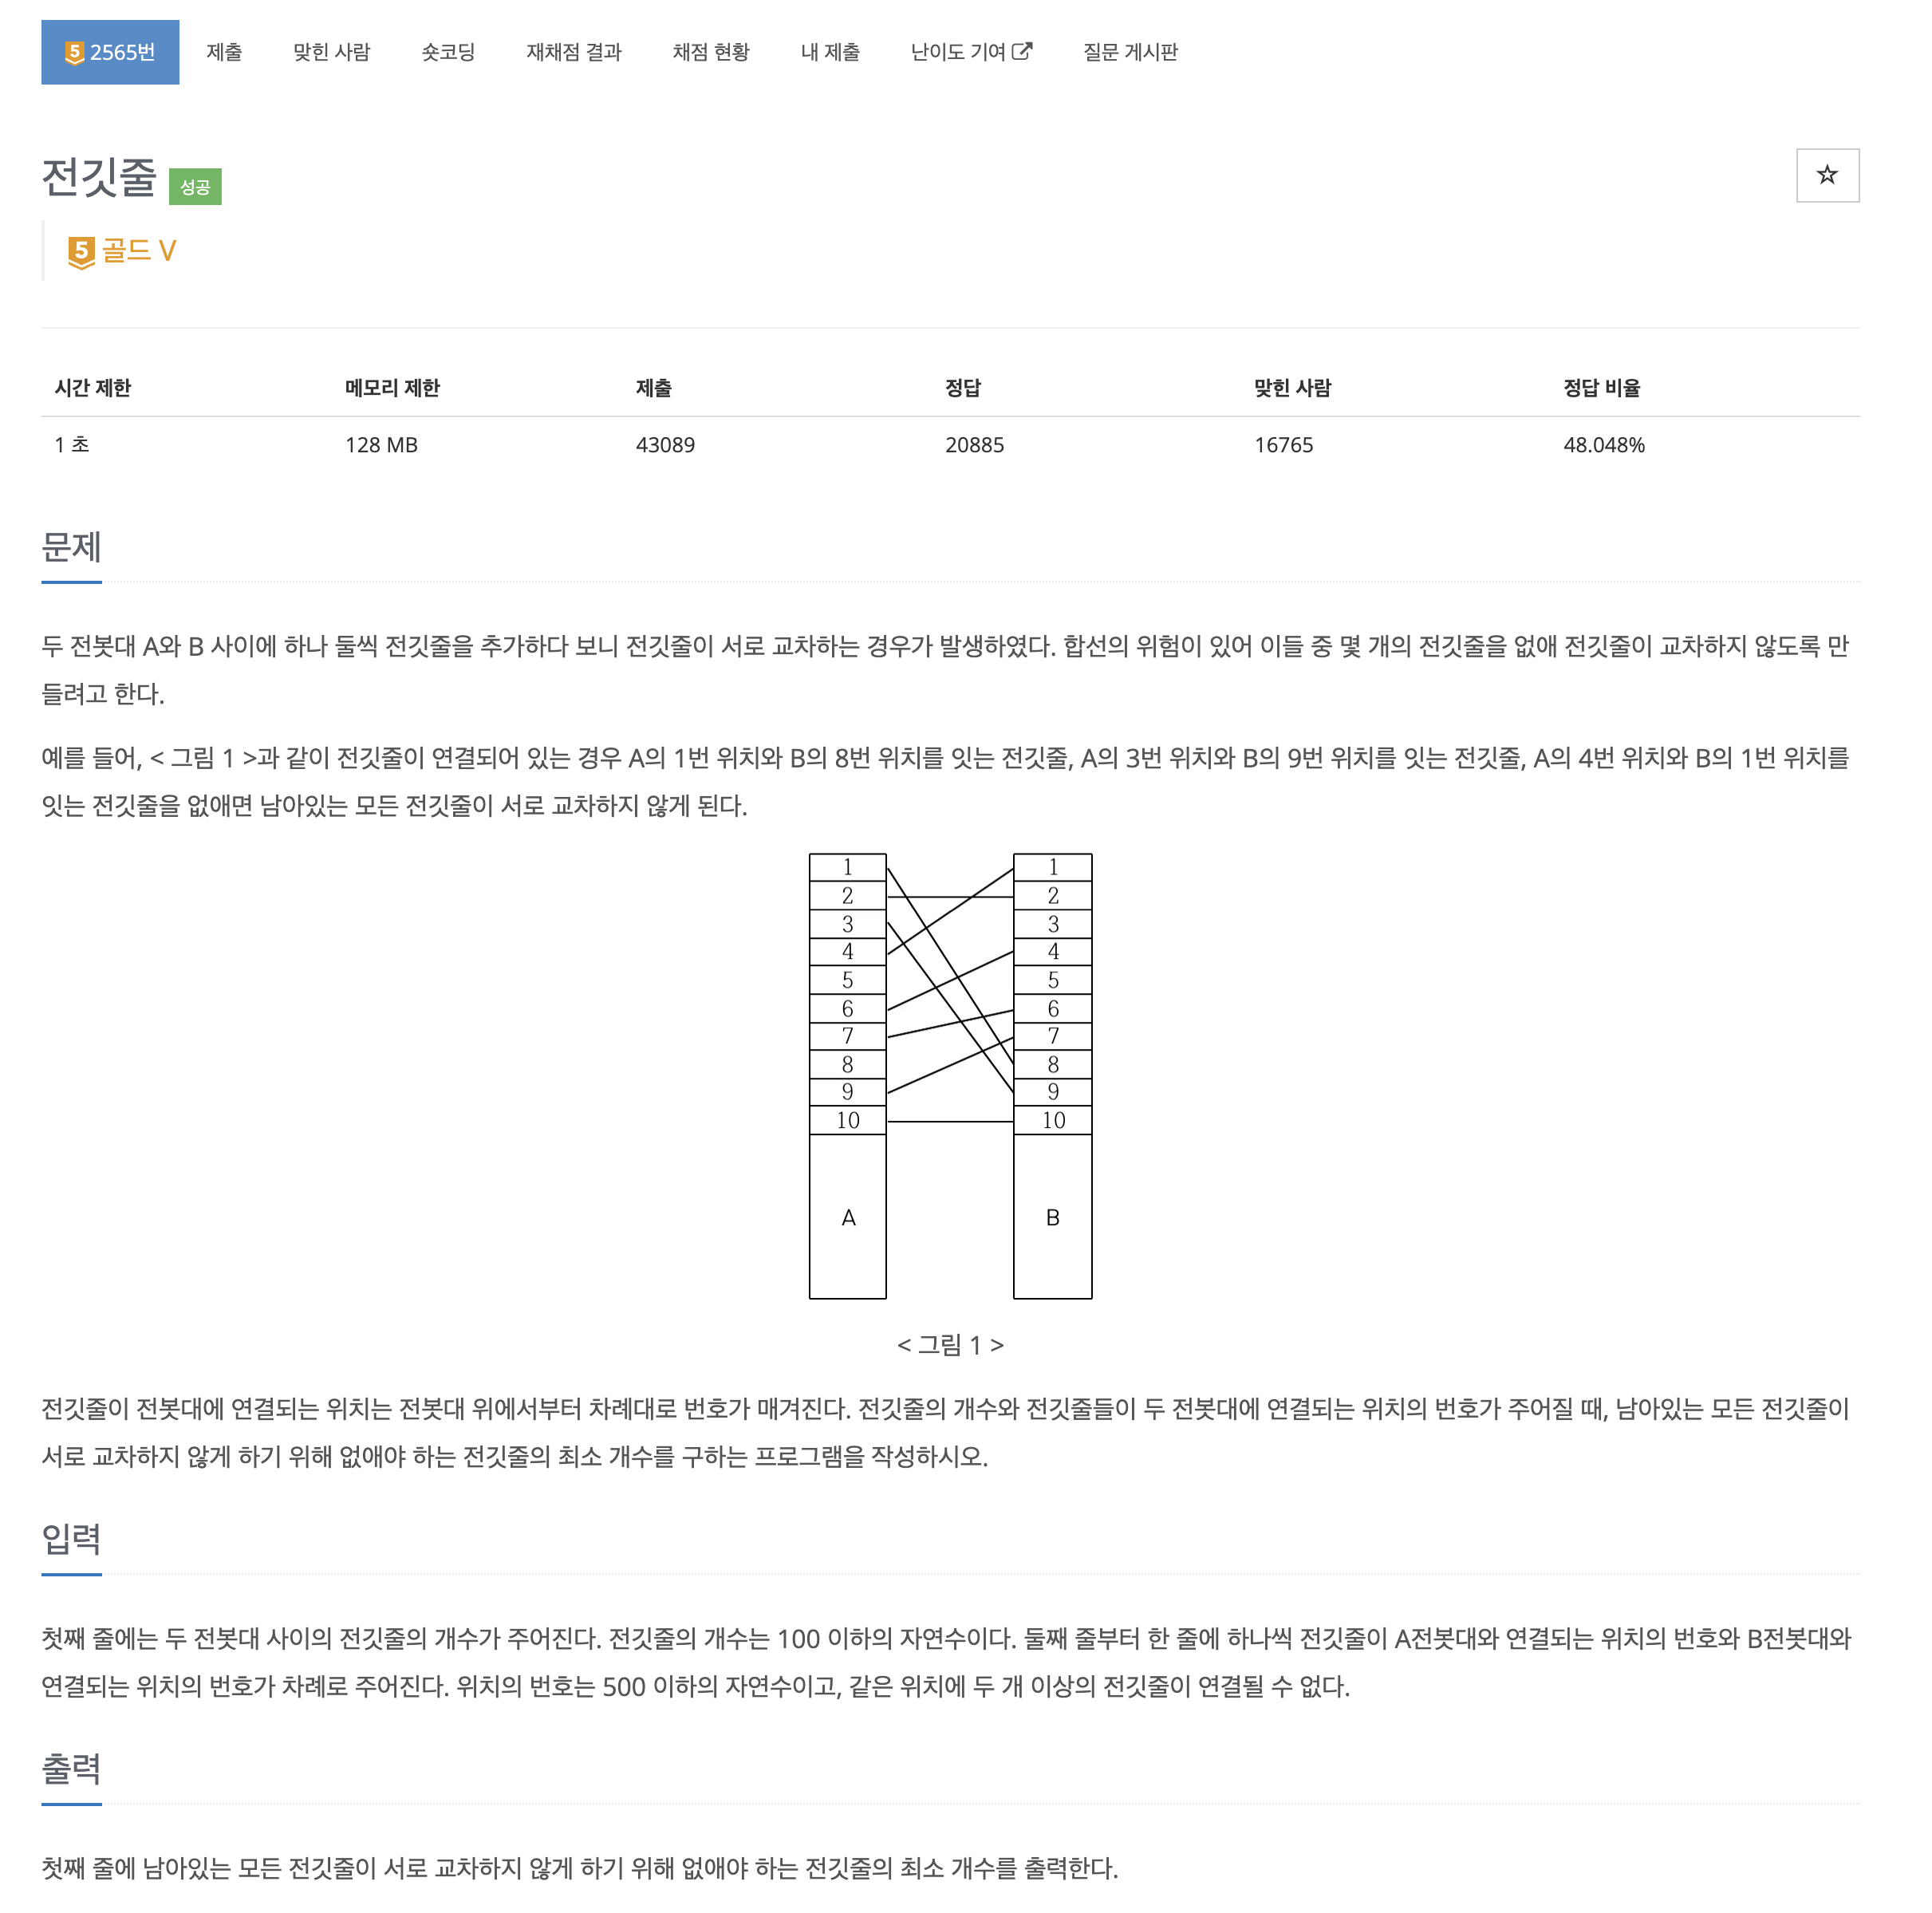 5 2565번 제출 맞힌 사람 숏코딩 재채점 결과 채점 현황 내 제출 난이도 기여 질문 게시판
전깃줄 성공
5 골드 V
시간 제한 메모리 제한 제출 정답 맞힌 사람 정답 비율
1 초 128 MB 43089 20885 16765 48.048%
문제
두 전봇대 A와 B 사이에 하나 둘씩 전깃줄을 추가하다 보니 전깃줄이 서로 교차하는 경우가 발생하였다. 합선의 위험이 있어 이들 중 몇 개의 전깃줄을 없애 전깃줄이 교차하지 않도록 만
들려고 한다.
예를 들어, < 그림 1 >과 같이 전깃줄이 연결되어 있는 경우 A의 1번 위치와 B의 8번 위치를 잇는 전깃줄, A의 3번 위치와 B의 9번 위치를 잇는 전깃줄, A의 4번 위치와 B의 1번 위치를
잇는 전깃줄을 없애면 남아있는 모든 전깃줄이 서로 교차하지 않게 된다.
1 1
2 2
3 3
4 4
5 5
6 6
7 7
8 8
9 9
10 10
A B
< 그림 1 >
전깃줄이 전봇대에 연결되는 위치는 전봇대 위에서부터 차례대로 번호가 매겨진다. 전깃줄의 개수와 전깃줄들이 두 전봇대에 연결되는 위치의 번호가 주어질 때, 남아있는 모든 전깃줄이
서로 교차하지 않게 하기 위해 없애야 하는 전깃줄의 최소 개수를 구하는 프로그램을 작성하시오.
입력
첫째 줄에는 두 전봇대 사이의 전깃줄의 개수가 주어진다. 전깃줄의 개수는 100 이하의 자연수이다. 둘째 줄부터 한 줄에 하나씩 전깃줄이 A전봇대와 연결되는 위치의 번호와 B전봇대와
연결되는 위치의 번호가 차례로 주어진다. 위치의 번호는 500 이하의 자연수이고, 같은 위치에 두 개 이상의 전깃줄이 연결될 수 없다.
출력
첫째 줄에 남아있는 모든 전깃줄이 서로 교차하지 않게 하기 위해 없애야 하는 전깃줄의 최소 개수를 출력한다.